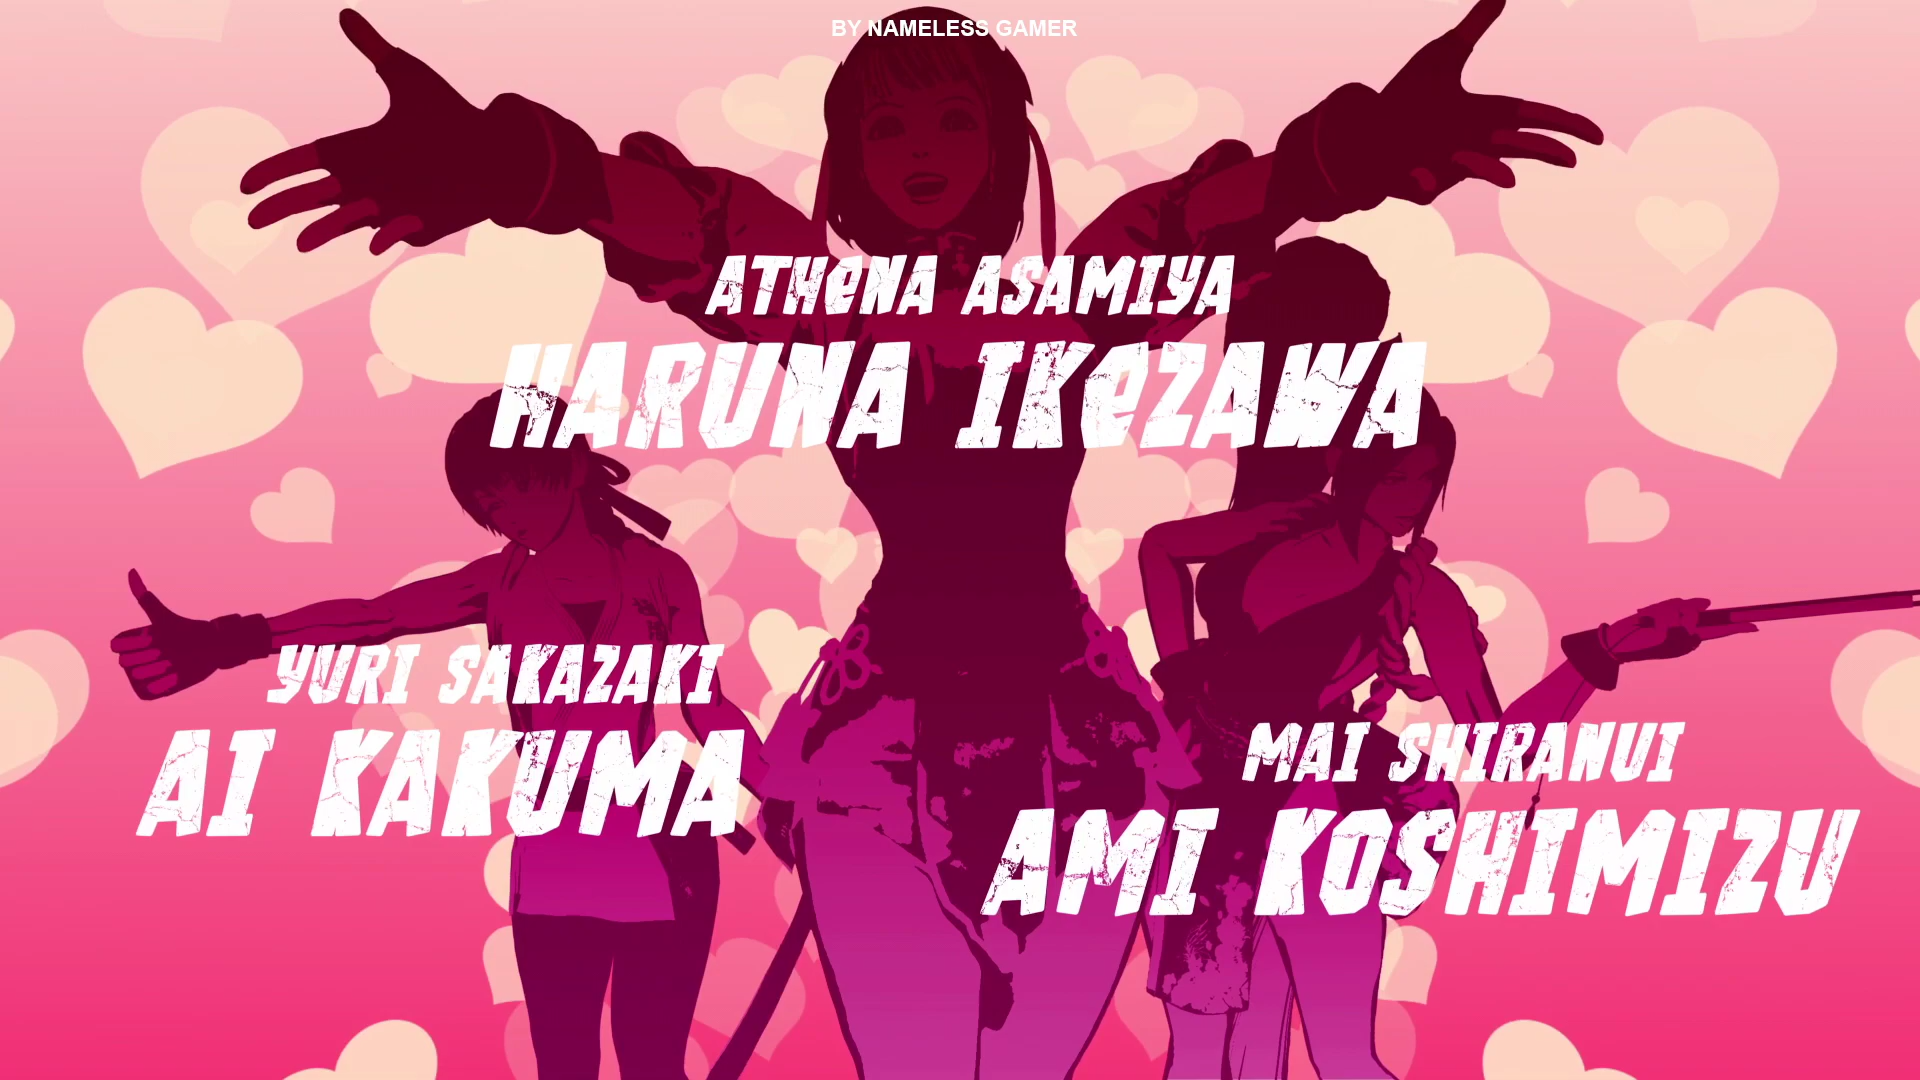 BY NAMELESS GAMER
ATHENA ASAMIYA
HARUNA IKEZAWA
YURI SAKAZAKI
AI KAKUMA
MAI SHIRANUI
AMI KOSHIMIZU